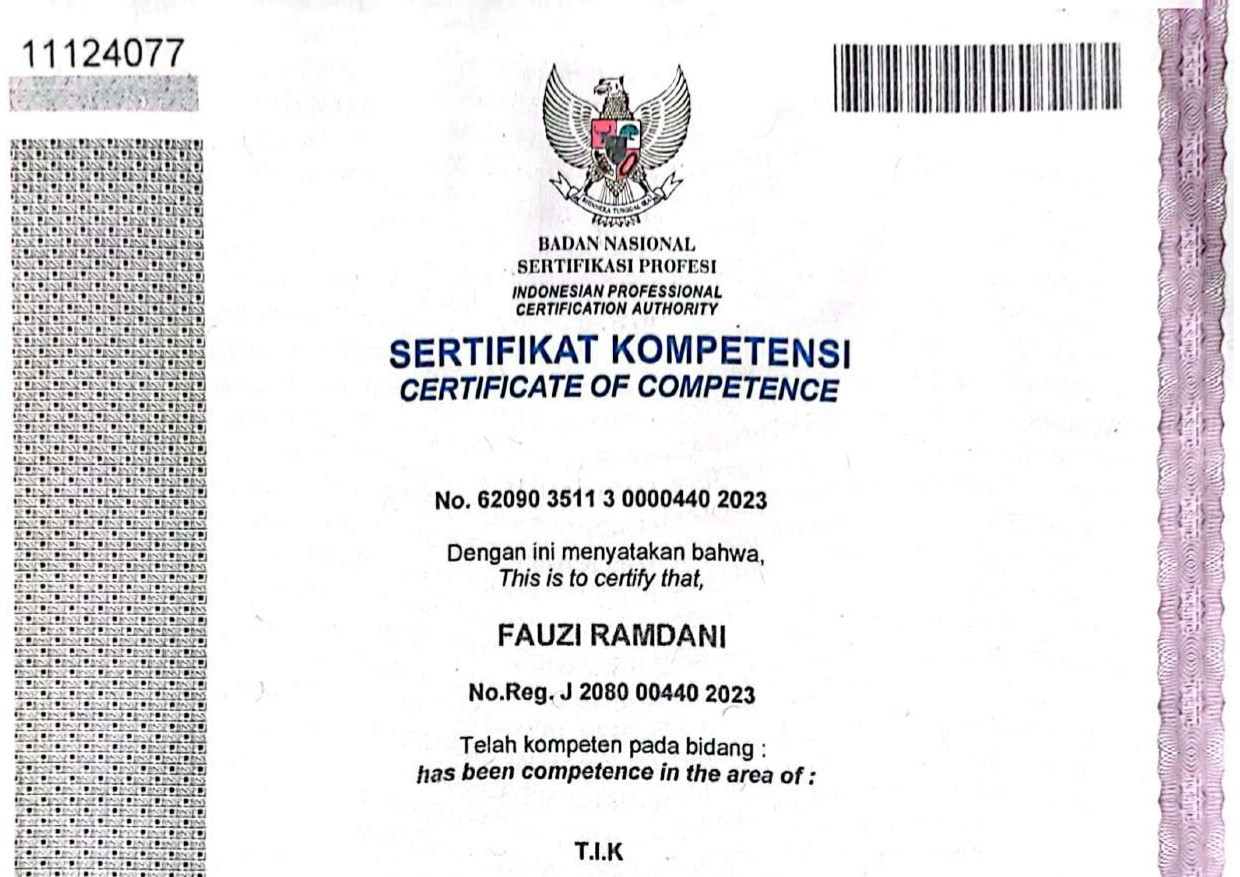 11124077
BHINNEKA TUNGGAL IKA
BADAN NASIONAL
SERTIFIKASI PROFESI
INDONESIAN PROFESSIONAL
CERTIFICATION AUTHORITY
SERTIFIKAT KOMPETENSI
CERTIFICATE OF COMPETENCE
No. 62090 3511 3 0000440 2023
Dengan ini menyatakan bahwa,
This is to certify that,
FAUZI RAMDANI
No.Reg. J 2080 00440 2023
Telah kompeten pada bidang :
has been competence in the area of :
T.I.K